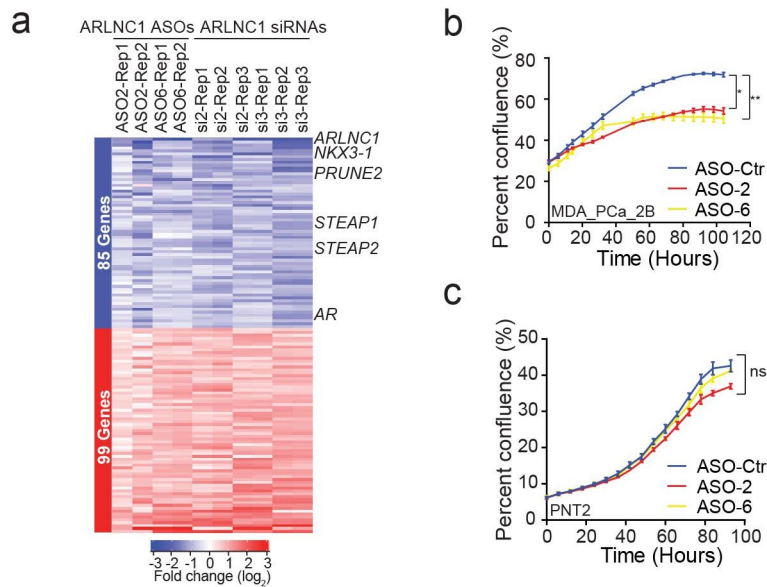 a
ARLNC1 ASOs ARLNC1 siRNAs
ASO2-Rep1
ASO2-Rep2
ASO6-Rep1
ASO6-Rep2
si2-Rep1
si2-Rep2
si2-Rep3
si3-Rep1
si3-Rep2
si3-Rep3
ARLNC1
NKX3-1
PRUNE2
STEAP1
STEAP2
AR
85 Genes
99 Genes
-3 -2 -1 0 1 2 3
Fold change (log2)
b
Percent confluence (%)
80
60
40
20
0
* **
ASO-Ctr
ASO-2
ASO-6
MDA_PCa_2B
0 20 40 60 80 100 120
Time (Hours)
c
Percent confluence (%)
50
40
30
20
10
0
ns
ASO-Ctr
ASO-2
ASO-6
PNT2
0 20 40 60 80 100
Time (Hours)